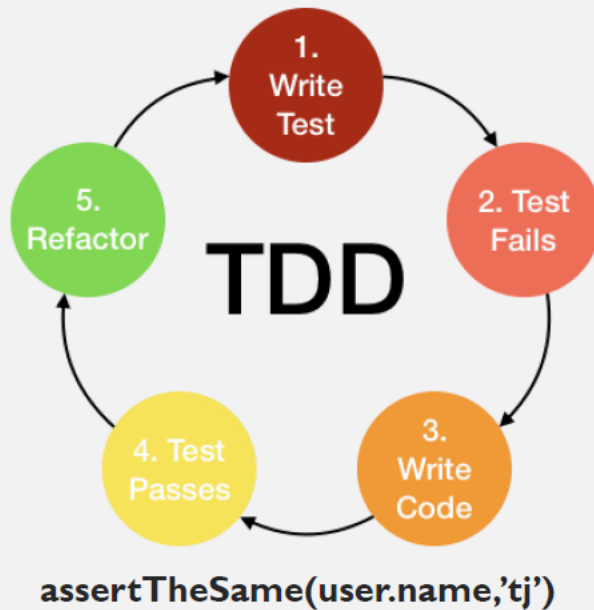 1.
Write
Test
2. Test
Fails
3.
Write
Code
4. Test
Passes
5.
Refactor
TDD
assertTheSame(user.name,’tj’)